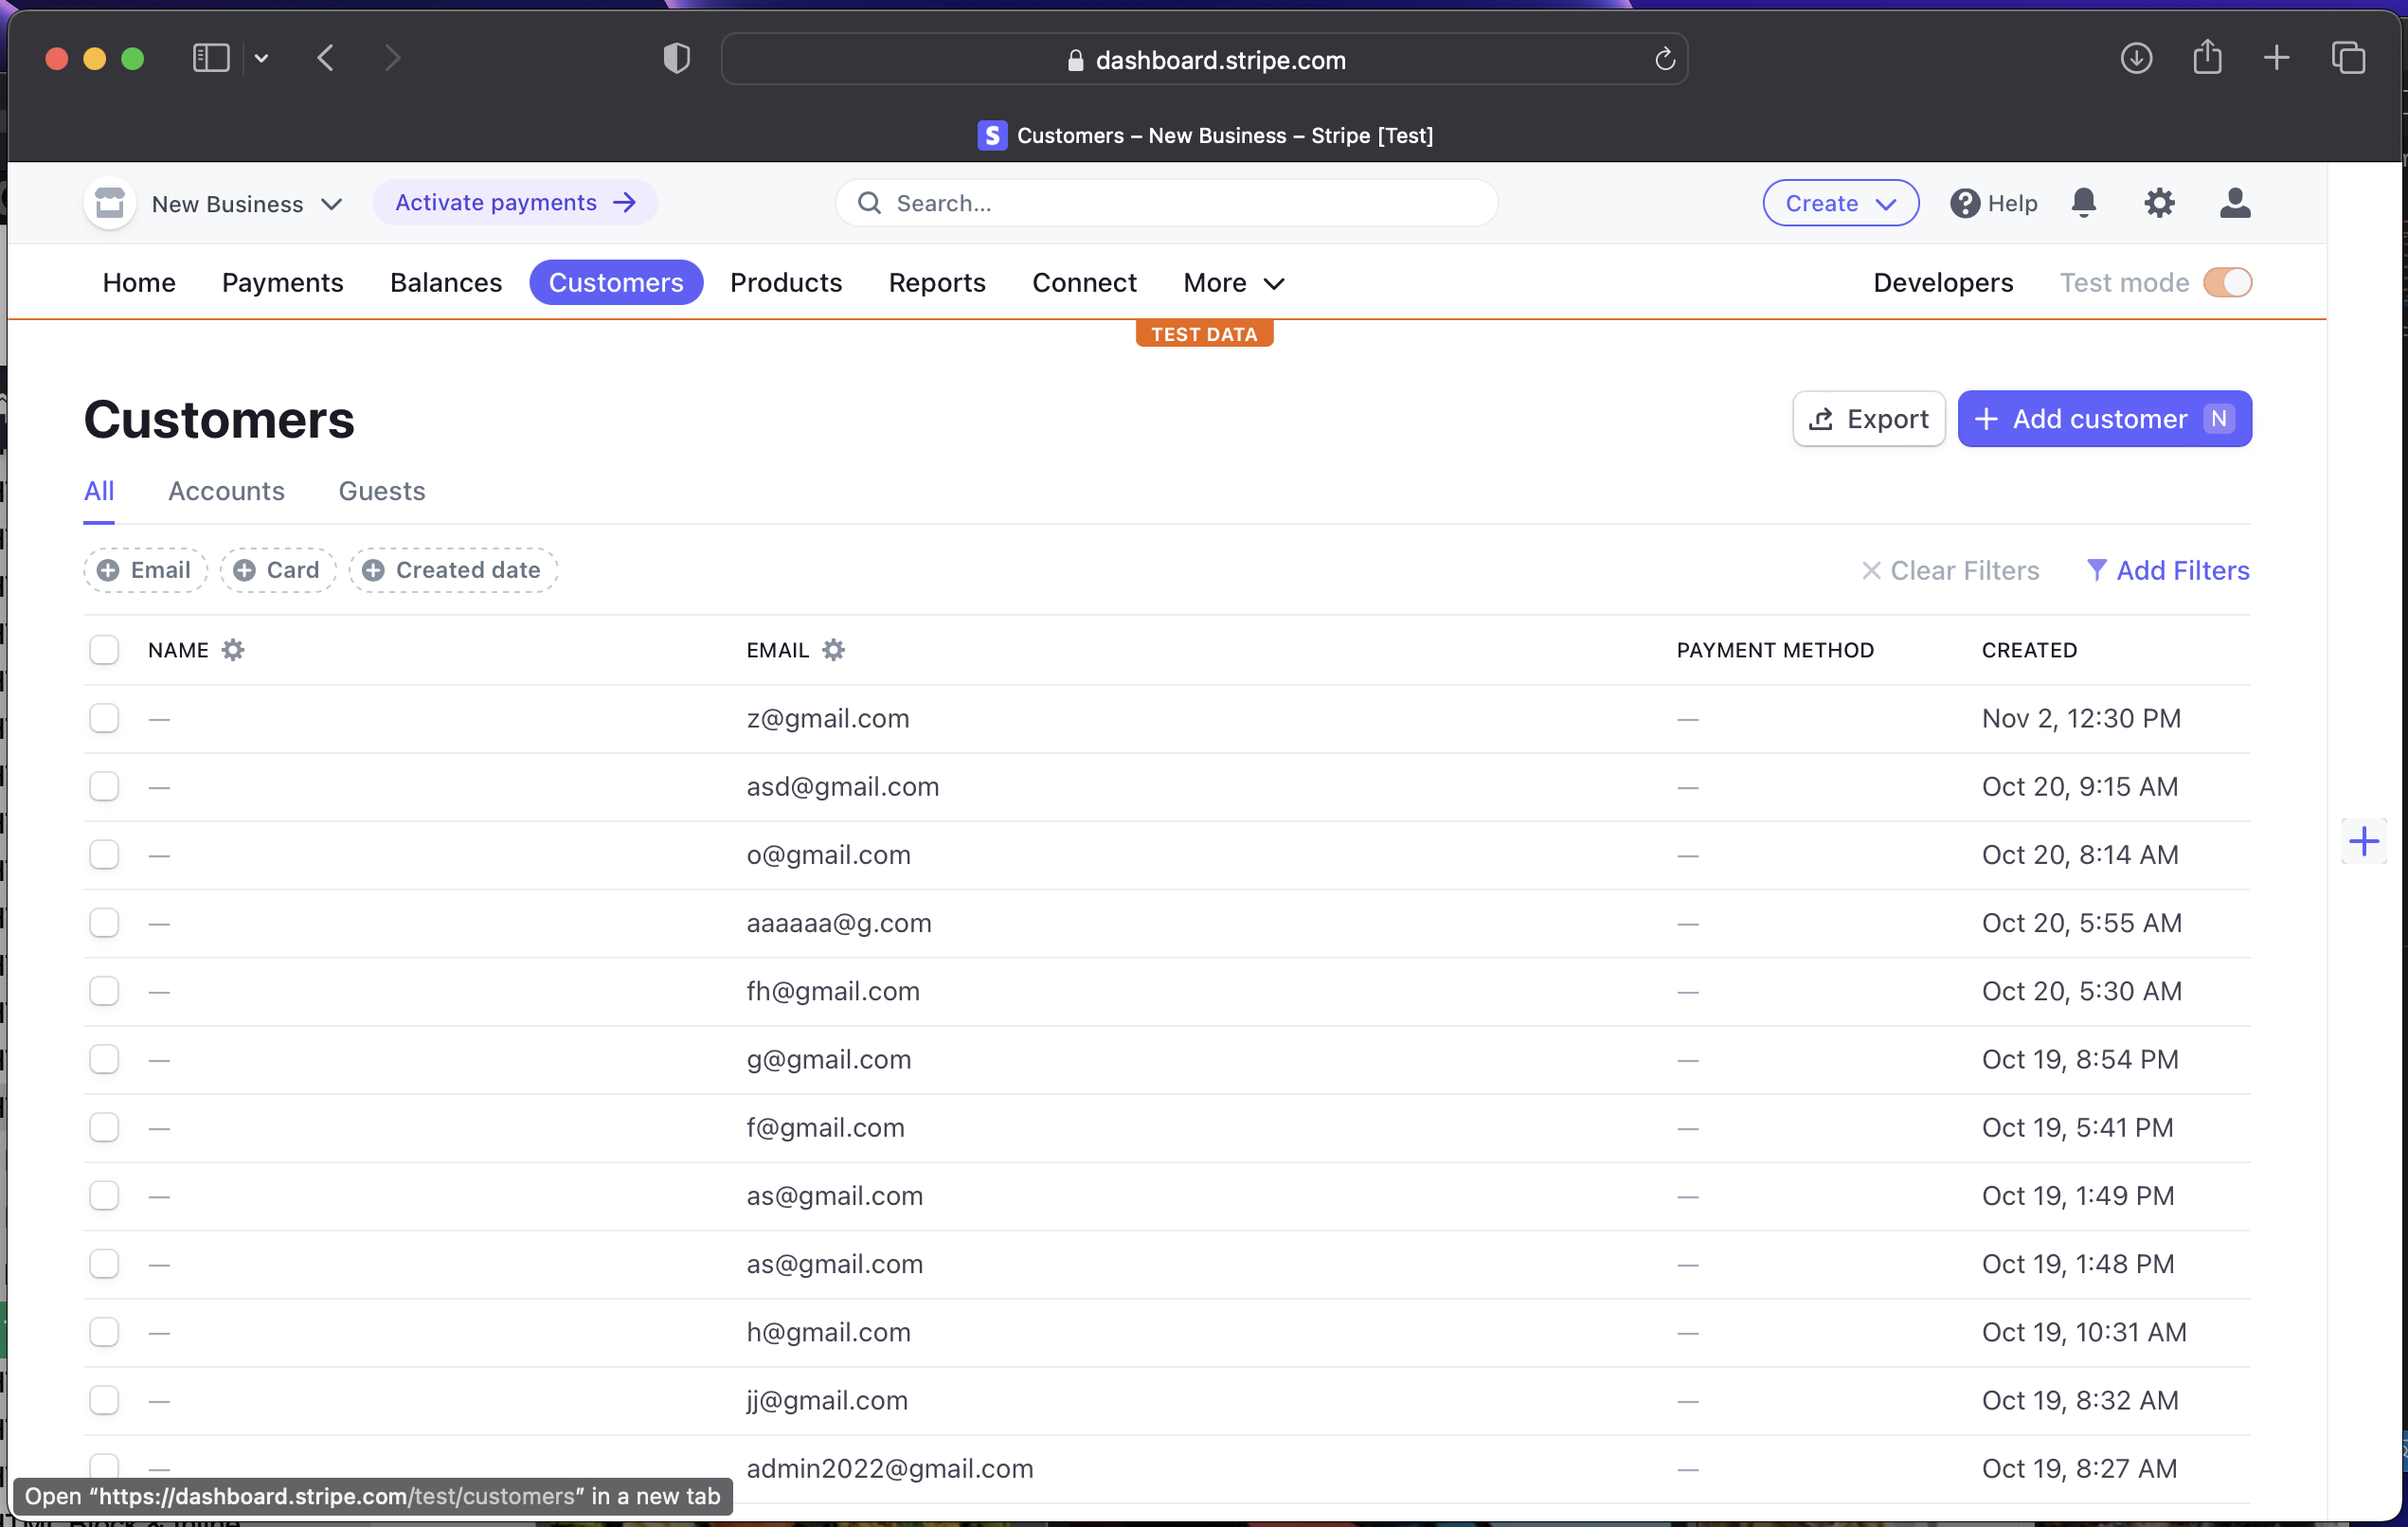 dashboard.stripe.com
S Customers – New Business – Stripe [Test]
New Business Activate payments → Search... Create Help
Home Payments Balances Customers Products Reports Connect More Developers Test mode
TEST DATA
Customers Export + Add customer N
All Accounts Guests
Email Card Created date Clear Filters Add Filters
NAME EMAIL PAYMENT METHOD CREATED
— z@gmail.com — Nov 2, 12:30 PM
— asd@gmail.com — Oct 20, 9:15 AM
— o@gmail.com — Oct 20, 8:14 AM
— aaaaaa@g.com — Oct 20, 5:55 AM
— fh@gmail.com — Oct 20, 5:30 AM
— g@gmail.com — Oct 19, 8:54 PM
— f@gmail.com — Oct 19, 5:41 PM
— as@gmail.com — Oct 19, 1:49 PM
— as@gmail.com — Oct 19, 1:48 PM
— h@gmail.com — Oct 19, 10:31 AM
— jj@gmail.com — Oct 19, 8:32 AM
— admin2022@gmail.com — Oct 19, 8:27 AM
Open “https://dashboard.stripe.com/test/customers” in a new tab